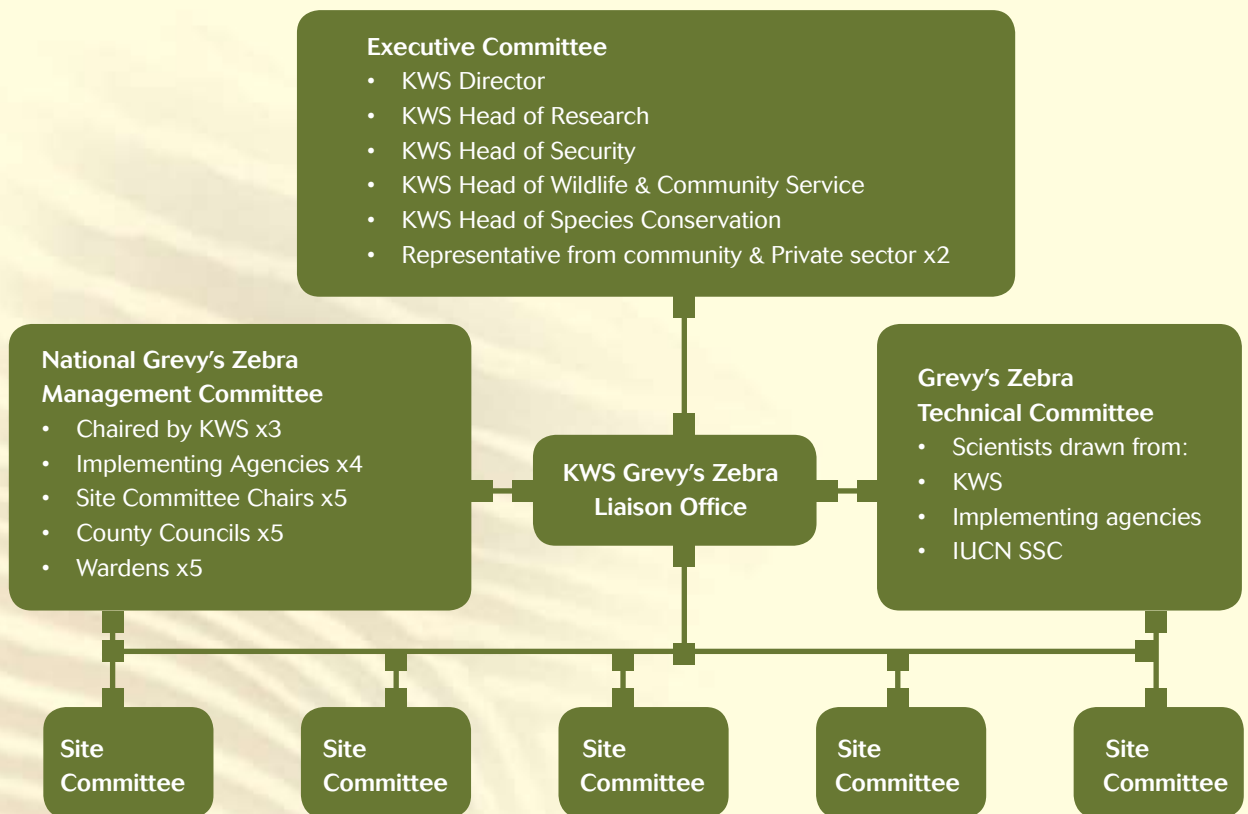 Executive Committee
• KWS Director
• KWS Head of Research
• KWS Head of Security
• KWS Head of Wildlife & Community Service
• KWS Head of Species Conservation
• Representative from community & Private sector x2
National Grevy's Zebra
Management Committee
• Chaired by KWS x3
• Implementing Agencies x4
• Site Committee Chairs x5
• County Councils x5
• Wardens x5
KWS Grevy's Zebra
Liaison Office
Grevy's Zebra
Technical Committee
• Scientists drawn from:
• KWS
• Implementing agencies
• IUCN SSC
Site
Committee
Site
Committee
Site
Committee
Site
Committee
Site
Committee